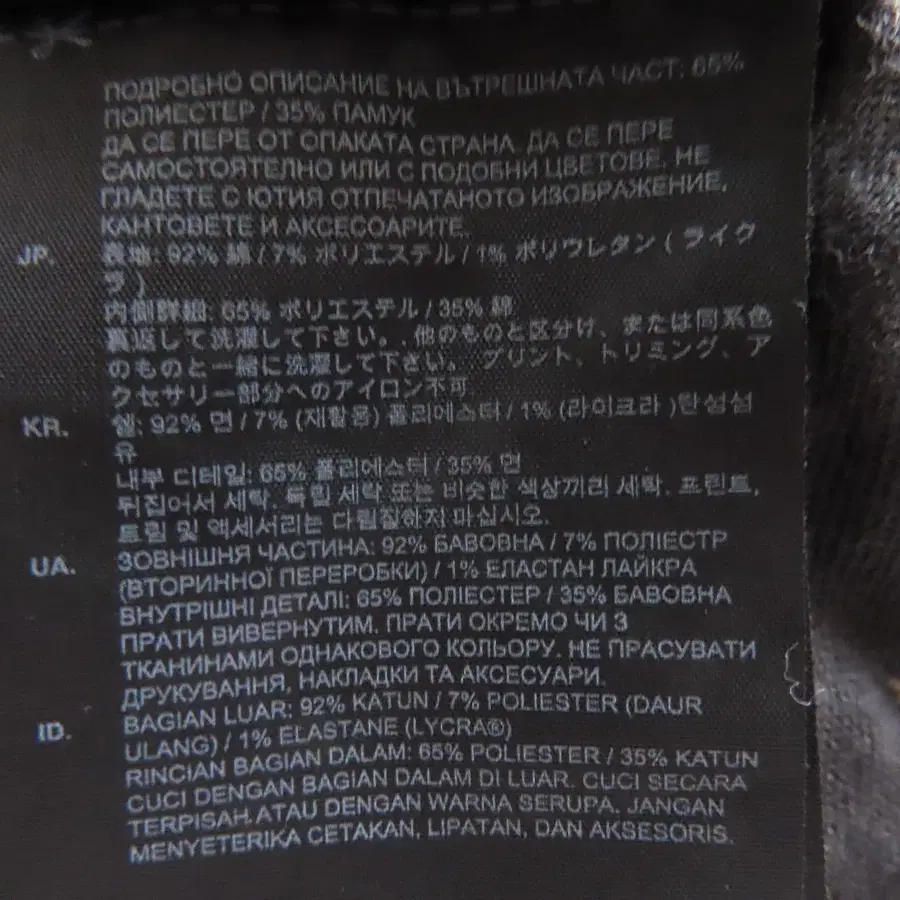 ПОДРОБНО ОПИСАНИЕ НА ВЪТРЕШНАТА ЧАСТ: 65%
ПОЛИЕСТЕР / 35% ПАМУК
ДА СЕ ПЕРЕ ОТ ОПАКАТА СТРАНА. ДА СЕ ПЕРЕ
САМОСТОЯТЕЛНО ИЛИ С ПОДОБНИ ЦВЕТОВЕ. НЕ
ГЛАДЕТЕ С ЮТИЯ ОТПЕЧАТАНОТО ИЗОБРАЖЕНИЕ,
КАНТОВЕТЕ И АКСЕСОАРИТЕ.
JP. 表地: 92% 綿 / 7% ポリエステル / 1% ポリウレタン ( ライク
ラ )
内側詳細: 65% ポリエステル / 35% 綿
裏返して洗濯して下さい。. 他のものと区分け、または同系色
のものと一緒に洗濯して下さい。 プリント、トリミング、ア
クセサリー部分へのアイロン不可
KR. 쉘: 92% 면 / 7% (재활용) 폴리에스터 / 1% (라이크라 )탄성섬
유
내부 디테일: 65% 폴리에스터 / 35% 면
뒤집어서 세탁. 독립 세탁 또는 비슷한 색상끼리 세탁. 프린트,
트림 및 액세서리는 다림질하지 마십시오.
UA. ЗОВНІШНЯ ЧАСТИНА: 92% БАВОВНА / 7% ПОЛІЕСТР
(ВТОРИННОЇ ПЕРЕРОБКИ) / 1% ЕЛАСТАН ЛАЙКРА
ВНУТРІШНІ ДЕТАЛІ: 65% ПОЛІЕСТЕР / 35% БАВОВНА
ПРАТИ ВИВЕРНУТИМ. ПРАТИ ОКРЕМО ЧИ З
ТКАНИНАМИ ОДНАКОВОГО КОЛЬОРУ. НЕ ПРАСУВАТИ
ДРУКУВАННЯ, НАКЛАДКИ ТА АКСЕСУАРИ.
ID. BAGIAN LUAR: 92% KATUN / 7% POLIESTER (DAUR
ULANG) / 1% ELASTANE (LYCRA®)
RINCIAN BAGIAN DALAM: 65% POLIESTER / 35% KATUN
CUCI DENGAN BAGIAN DALAM DI LUAR. CUCI SECARA
TERPISAH ATAU DENGAN WARNA SERUPA. JANGAN
MENYETERIKA CETAKAN, LIPATAN, DAN AKSESORIS.